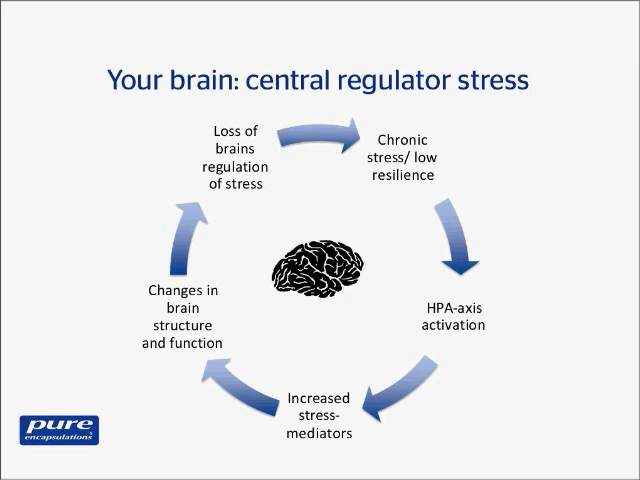 Your brain: central regulator stress
Loss of
brains
regulation
of stress
Chronic
stress/ low
resilience
HPA-axis
activation
Increased
stress-
mediators
Changes in
brain
structure
and function
pure
encapsulations®